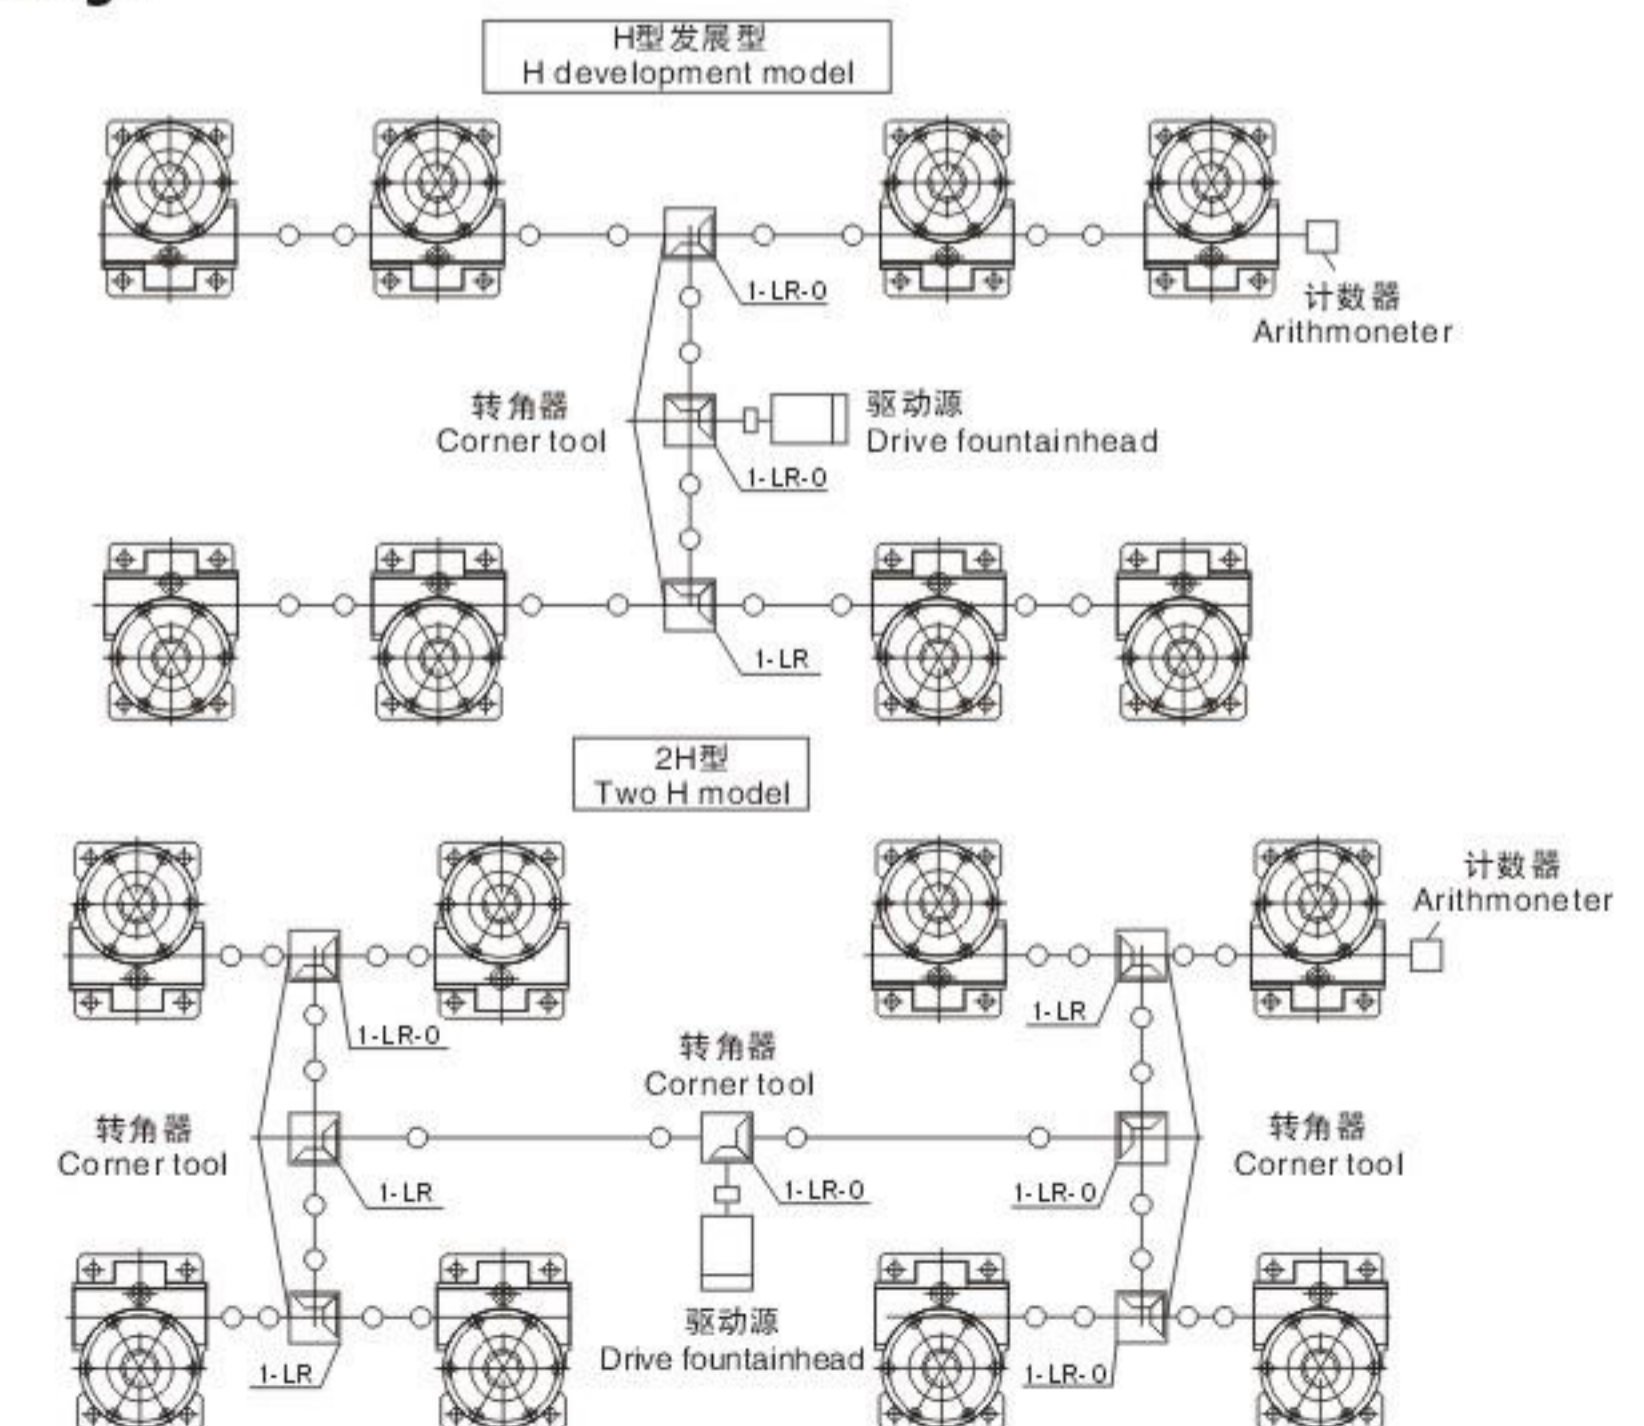 H型发展型
H development model
1-LR-0
计数器
Arithmoneter
转角器
Corner tool
驱动源
Drive fountainhead
1-LR-0
1-LR
2H型
Two H model
计数器
Arithmoneter
1-LR
1-LR-0
转角器
Corner tool
转角器
Corner tool
转角器
Corner tool
1-LR
1-LR-0
1-LR-0
驱动源
Drive fountainhead
1-LR
1-LR-0